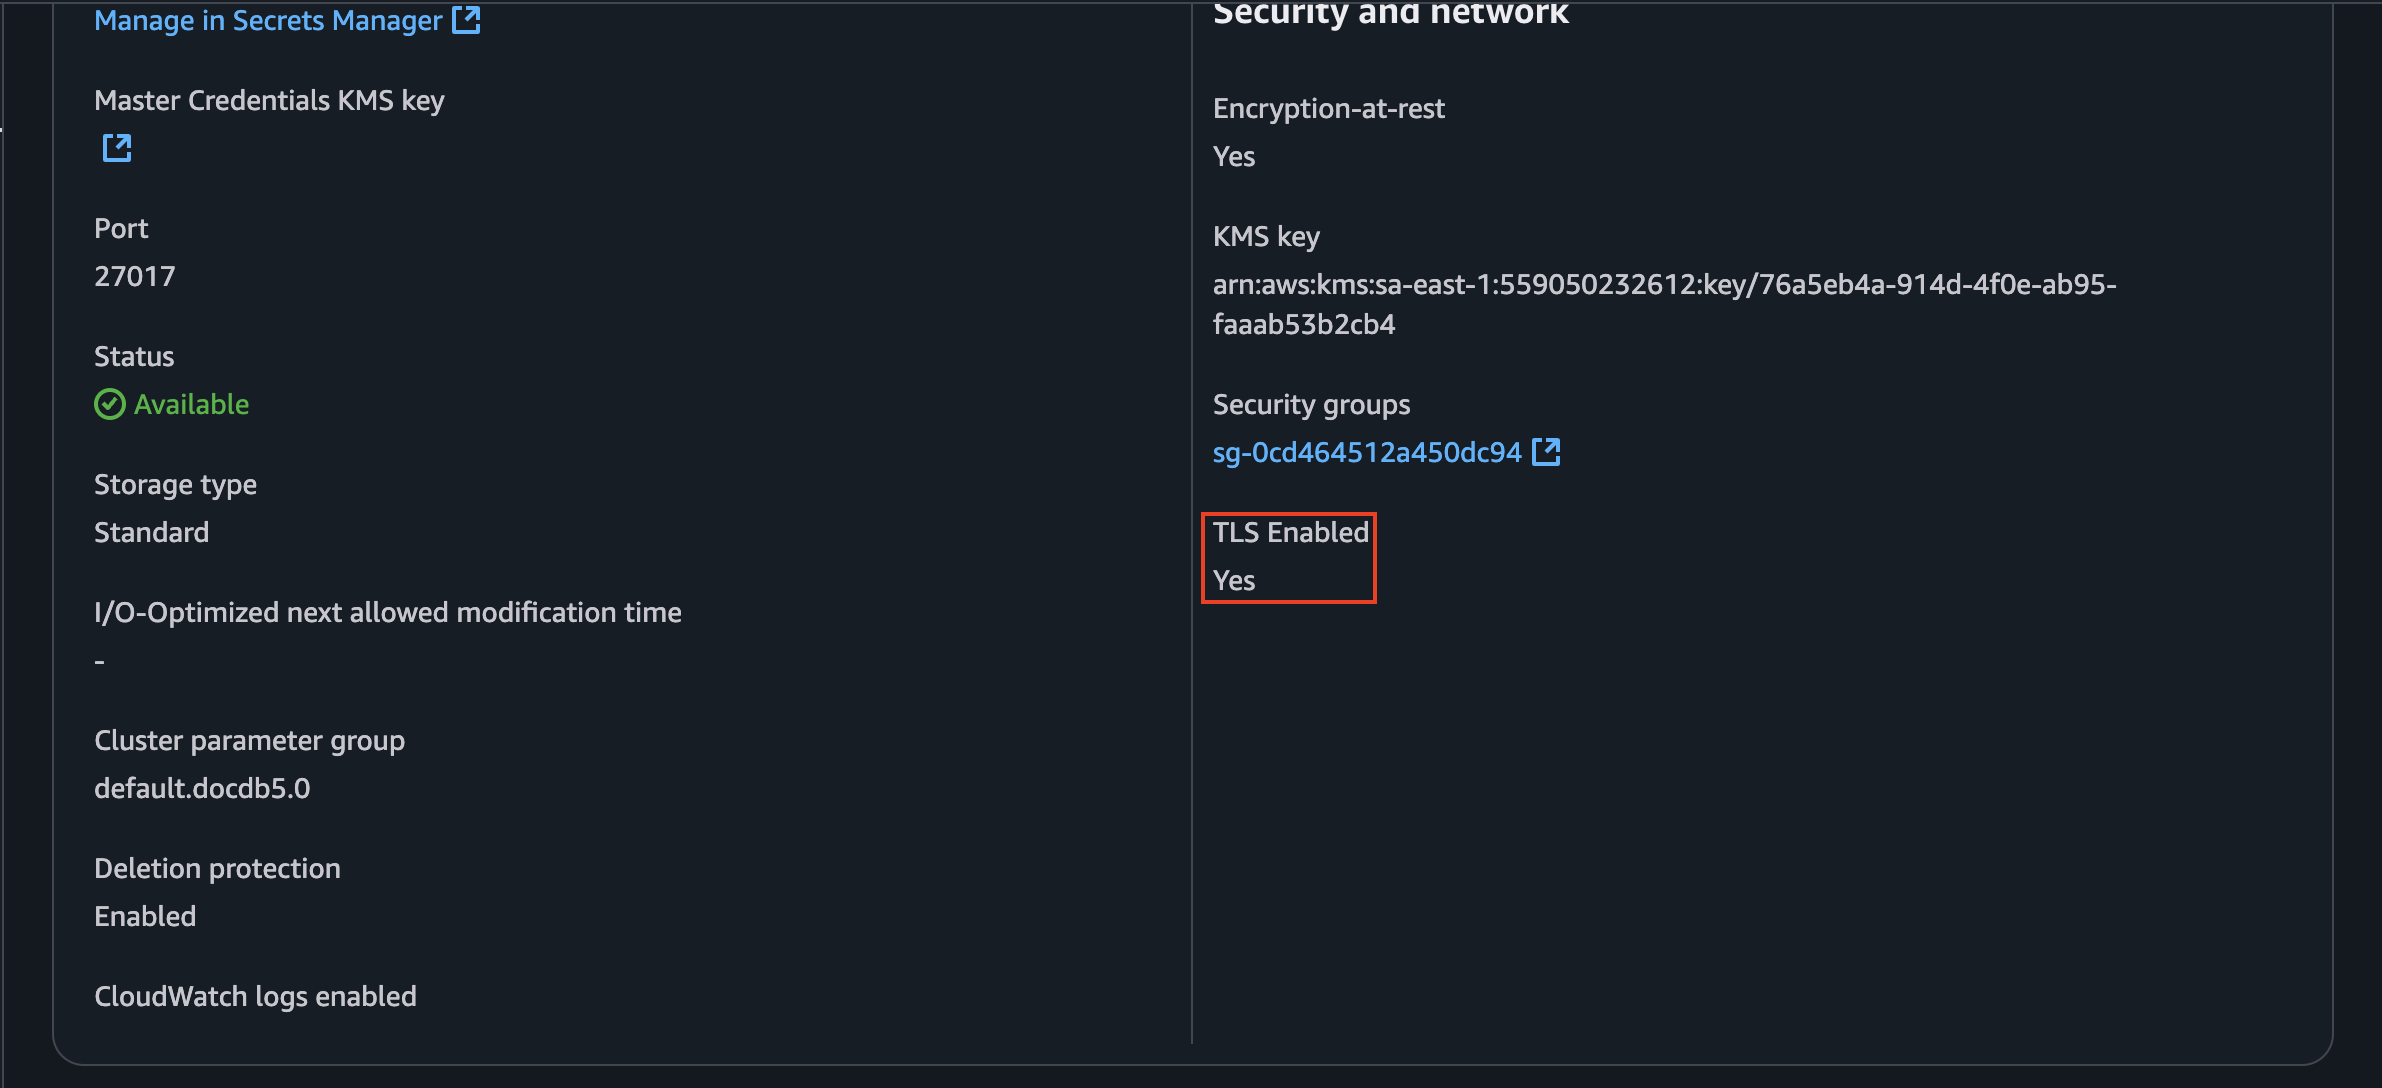 Manage in Secrets Manager
Master Credentials KMS key
Port
27017
Status
Available
Storage type
Standard
I/O-Optimized next allowed modification time
-
Cluster parameter group
default.docdb5.0
Deletion protection
Enabled
CloudWatch logs enabled
Security and network
Encryption-at-rest
Yes
KMS key
arn:aws:kms:sa-east-1:559050232612:key/76a5eb4a-914d-4f0e-ab95-
faaab53b2cb4
Security groups
sg-0cd464512a450dc94
TLS Enabled
Yes